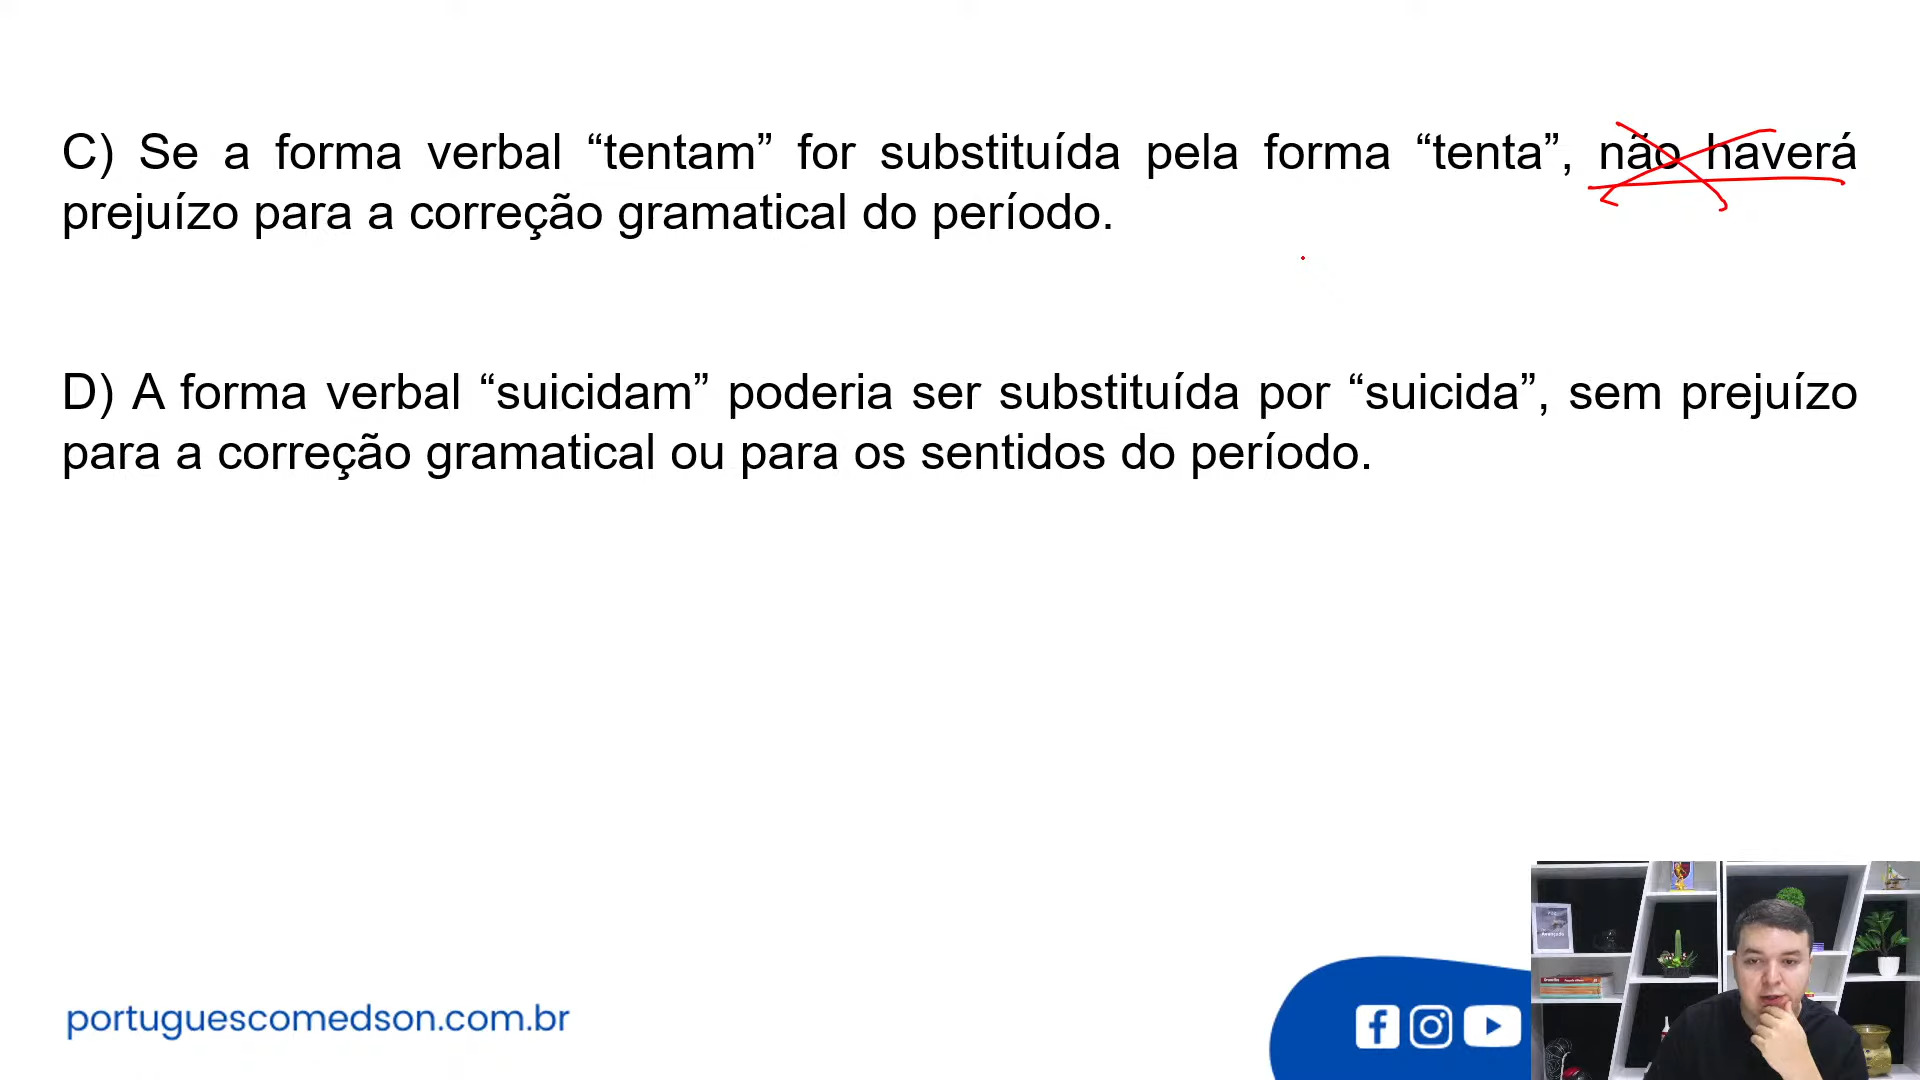 C) Se a forma verbal “tentam” for substituída pela forma “tenta”, não haverá
prejuízo para a correção gramatical do período.
D) A forma verbal “suicidam” poderia ser substituída por “suicida”, sem prejuízo
para a correção gramatical ou para os sentidos do período.
portuguescomedson.com.br